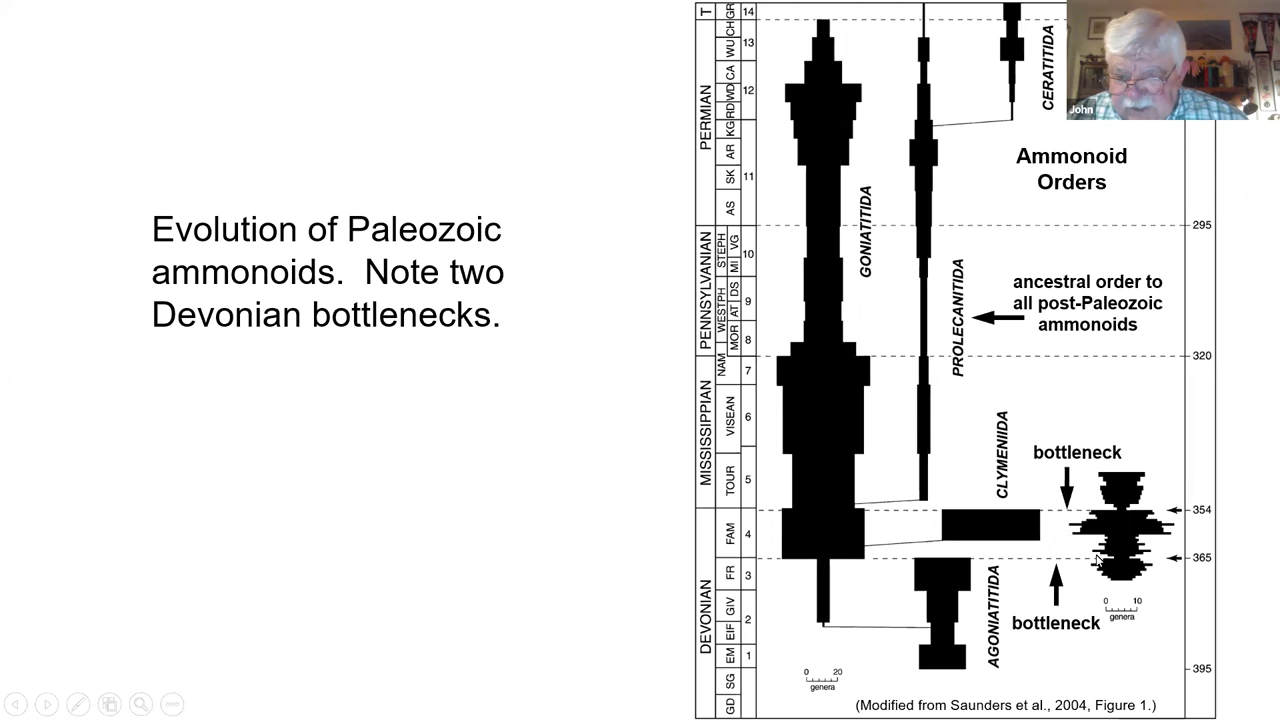 Evolution of Paleozoic
ammonoids. Note two
Devonian bottlenecks.
T
PERMIAN
PENNSYLVANIAN
MISSISSIPPIAN
DEVONIAN
GR
CH
WU
CA
WD
RD
KG
AR
SK
AS
STEPH
VG
MI
WESTPH
DS
AT
MOR
NAM
VISEAN
TOUR
FAM
FR
GIV
EIF
EM
SG
GD
14
13
12
11
10
9
8
7
6
5
4
3
2
1
GONIATITIDA
PROLECANITIDA
CERATITIDA
CLYMENIIDA
AGONIATITIDA
John
Ammonoid
Orders
295
ancestral order to
all post-Paleozoic
ammonoids
320
bottleneck
354
365
0 10
genera
bottleneck
395
0 20
genera
(Modified from Saunders et al., 2004, Figure 1.)